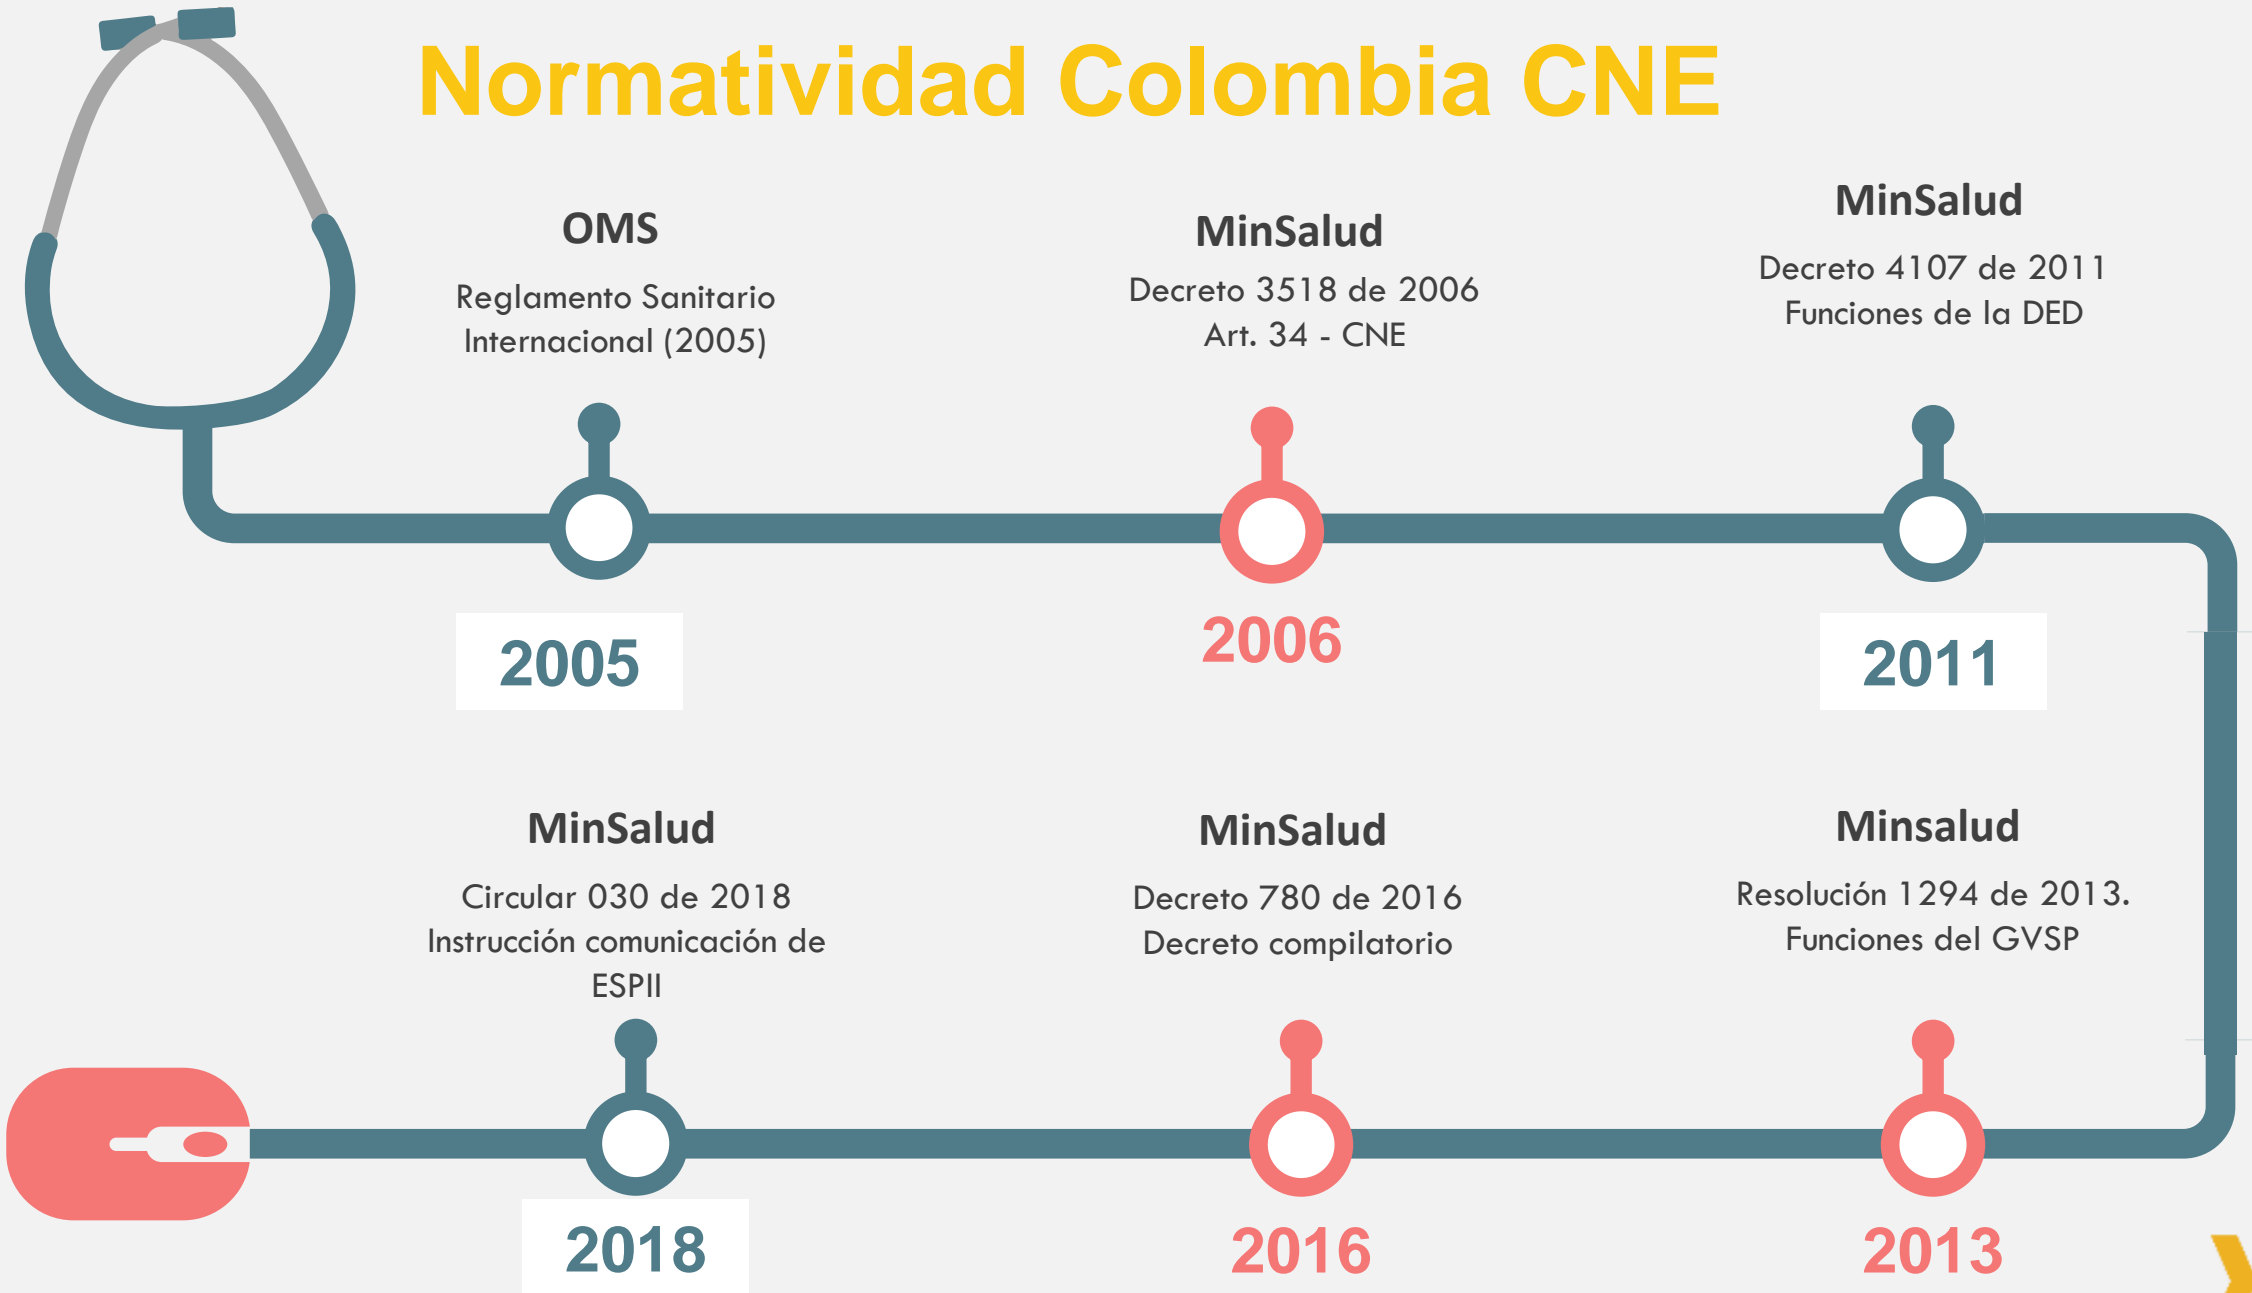 Normatividad Colombia CNE
OMS
Reglamento Sanitario
Internacional (2005)
2005
MinSalud
Decreto 3518 de 2006
Art. 34 - CNE
2006
MinSalud
Decreto 4107 de 2011
Funciones de la DED
2011
Minsalud
Resolución 1294 de 2013.
Funciones del GVSP
2013
MinSalud
Decreto 780 de 2016
Decreto compilatorio
2016
MinSalud
Circular 030 de 2018
Instrucción comunicación de
ESPII
2018